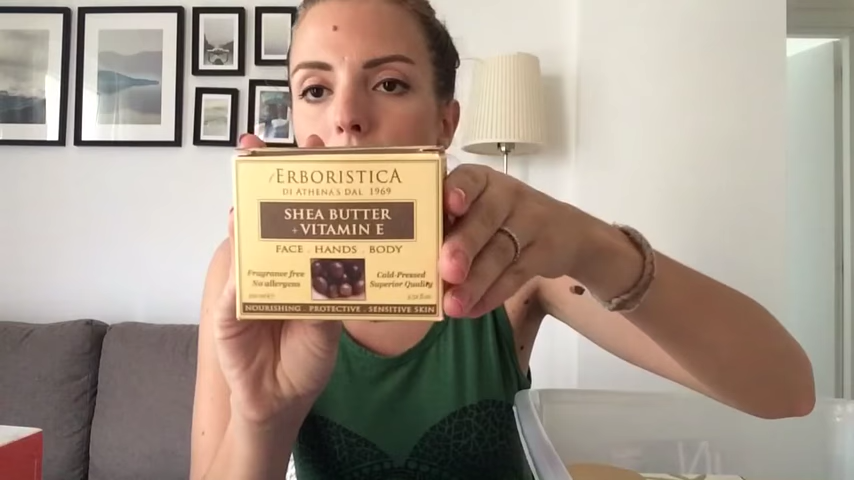 l'ERBORISTICA
DI ATHENA'S DAL 1969
SHEA BUTTER
+ VITAMIN E
FACE . HANDS . BODY
Fragrance free
No allergens
Cold-Pressed
Superior Quality
NOURISHING . PROTECTIVE . SENSITIVE SKIN